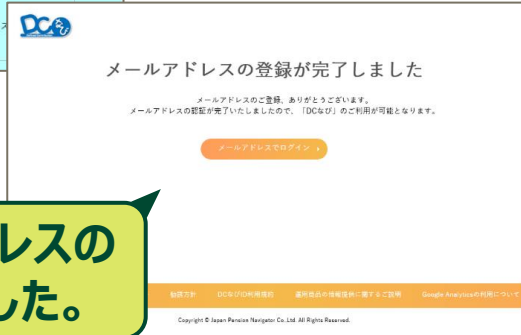 DCなび
メールアドレスの登録が完了しました
メールアドレスのご登録、ありがとうございます。
メールアドレスの認証が完了いたしましたので、「DCなび」のご利用が可能となります。
メールアドレスでログイン
レスの
した。
勧誘方針 DCなびID利用規約 運用商品の情報提供に関するご説明 Google Analyticsの利用について
Copyright © Japan Pension Navigator Co.,Ltd. All Rights Reserved.